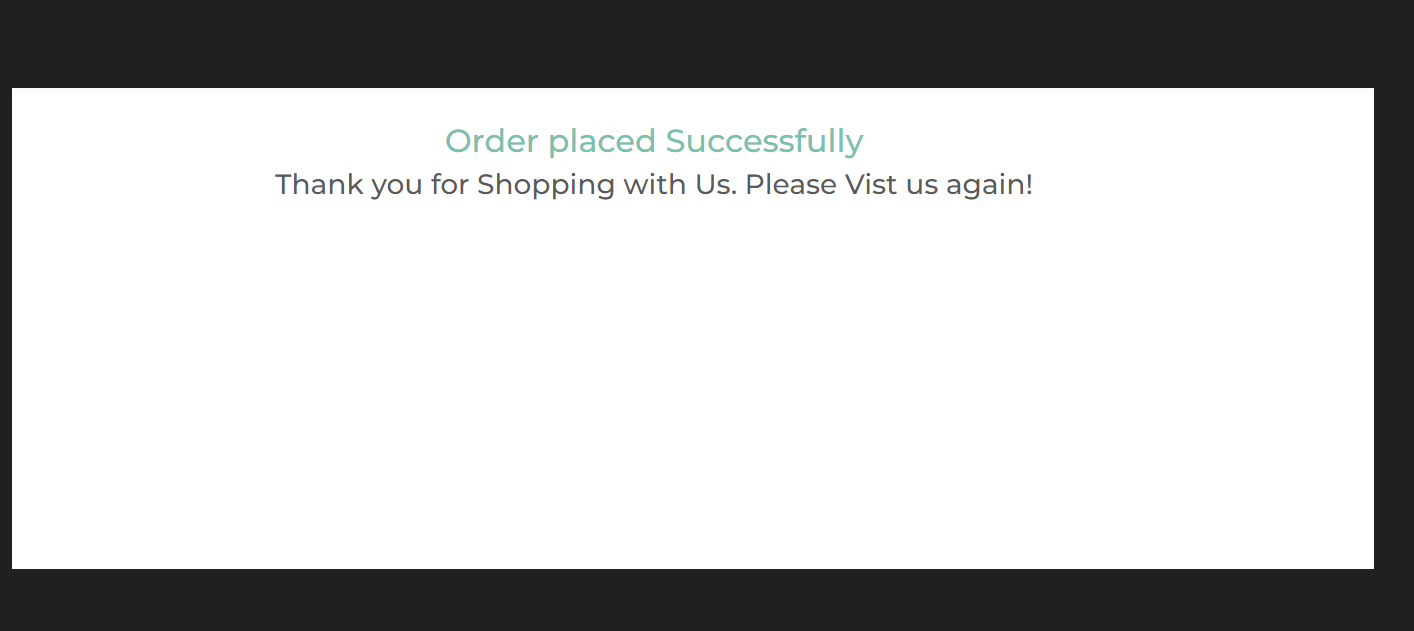 Order placed Successfully
Thank you for Shopping with Us. Please Vist us again!